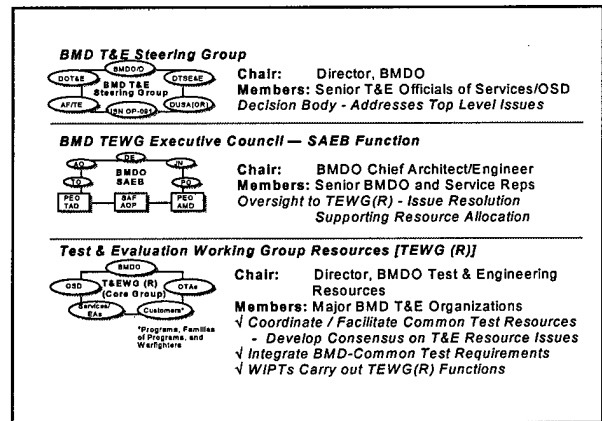 BMD T&E Steering Group
BMDO/D
DOT&E
DTSE&E
BMD T&E
Steering Group
AF/TE
USN OP-091
DUSA(OR)
Chair: Director, BMDO
Members: Senior T&E Officials of Services/OSD
Decision Body - Addresses Top Level Issues
BMD TEWG Executive Council — SAEB Function
DE
AQ
JN
BMDO
SAEB
TO
PO
PEO
TAD
SAF
AQP
PEO
AMD
Chair: BMDO Chief Architect/Engineer
Members: Senior BMDO and Service Reps
Oversight to TEWG(R) - Issue Resolution
Supporting Resource Allocation
Test & Evaluation Working Group Resources [TEWG (R)]
BMDO
OSD
T&EWG (R)
(Core Group)
OTAs
Services/
EAs
Customers*
*Programs, Families
of Programs, and
Warfighters
Chair: Director, BMDO Test & Engineering
Resources
Members: Major BMD T&E Organizations
√ Coordinate / Facilitate Common Test Resources
- Develop Consensus on T&E Resource Issues
√ Integrate BMD-Common Test Requirements
√ WIPTs Carry out TEWG(R) Functions